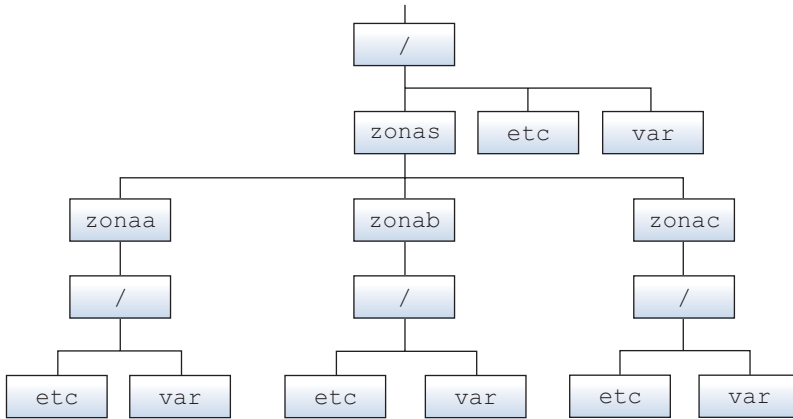 /
zonas etc var
zonaa zonab zonac
/ / /
etc var etc var etc var